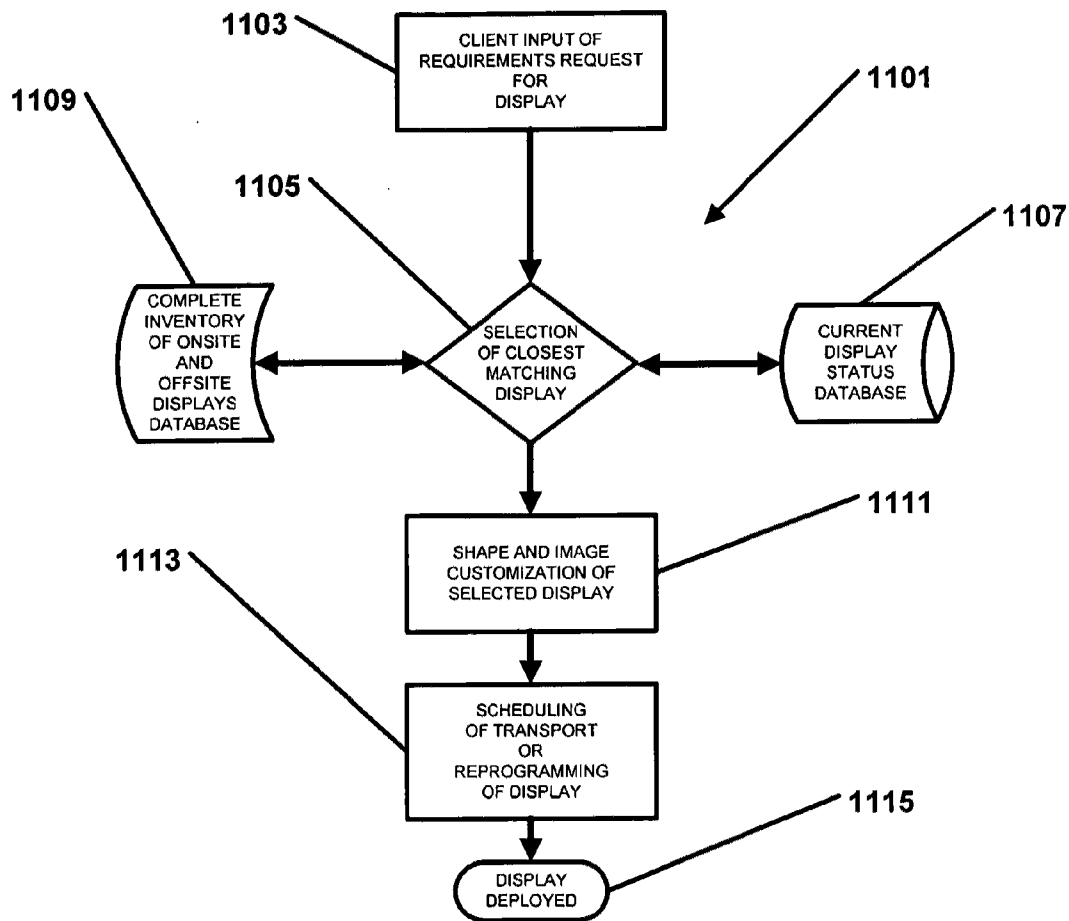 1103
CLIENT INPUT OF
REQUIREMENTS REQUEST
FOR
DISPLAY
1101
1109
1105
1107
COMPLETE
INVENTORY
OF ONSITE
AND
OFFSITE
DISPLAYS
DATABASE
SELECTION
OF CLOSEST
MATCHING
DISPLAY
CURRENT
DISPLAY
STATUS
DATABASE
1111
SHAPE AND IMAGE
CUSTOMIZATION OF
SELECTED DISPLAY
1113
SCHEDULING
OF TRANSPORT
OR
REPROGRAMMING
OF DISPLAY
1115
DISPLAY
DEPLOYED